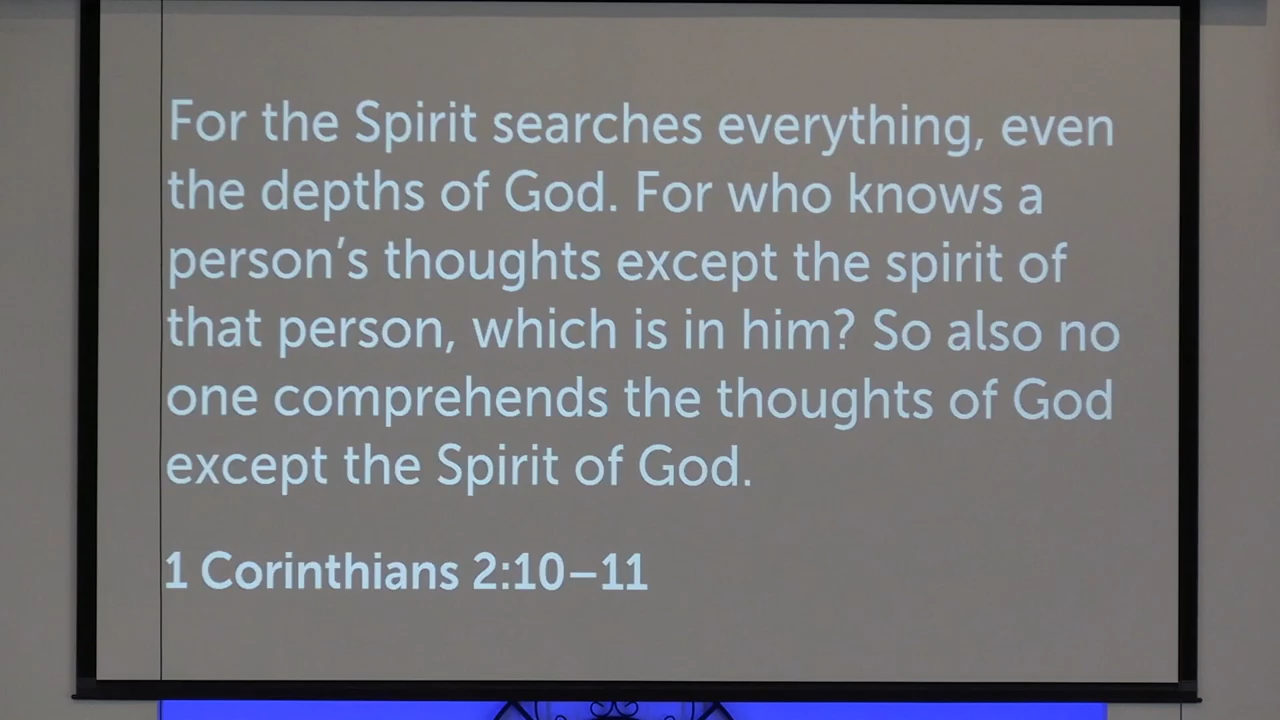 For the Spirit searches everything, even
the depths of God. For who knows a
person’s thoughts except the spirit of
that person, which is in him? So also no
one comprehends the thoughts of God
except the Spirit of God.
1 Corinthians 2:10–11